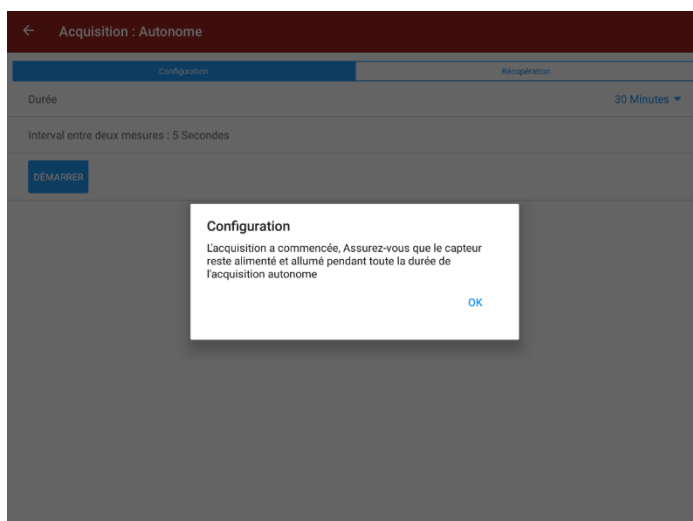 Acquisition : Autonome
Configuration
Récupération
Durée
30 Minutes
Interval entre deux mesures : 5 Secondes
DÉMARRER
Configuration
L'acquisition a commencée, Assurez-vous que le capteur
reste alimenté et allumé pendant toute la durée de
l'acquisition autonome
OK